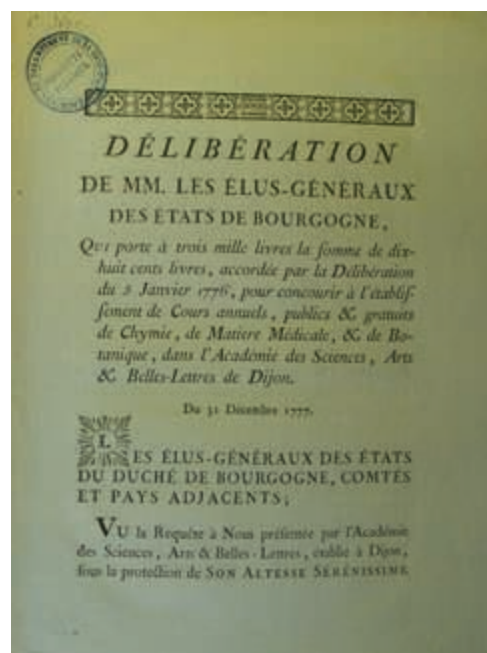 DÉLIBÉRATION
DE MM. LES ÉLUS-GÉNÉRAUX
DES ÉTATS DE BOURGOGNE,
Qui porte à trois mille livres la somme de dix-
huit cents livres, accordée par la Délibération
du 3 Janvier 1776, pour concourir à l'établis-
sement de Cours annuels, publics & gratuits
de Chymie, de Matiere Médicale, & de Bo-
tanique, dans l'Académie des Sciences, Arts
& Belles-Lettres de Dijon.
Du 31 Décembre 1777.
LES ÉLUS-GÉNÉRAUX DES ÉTATS
DU DUCHÉ DE BOURGOGNE, COMTÉS
ET PAYS ADJACENTS;
VU la Requête à Nous présentée par l'Académie
des Sciences, Arts & Belles-Lettres, établie à Dijon,
sous la protection de SON ALTESSE SÉRÉNISSIME